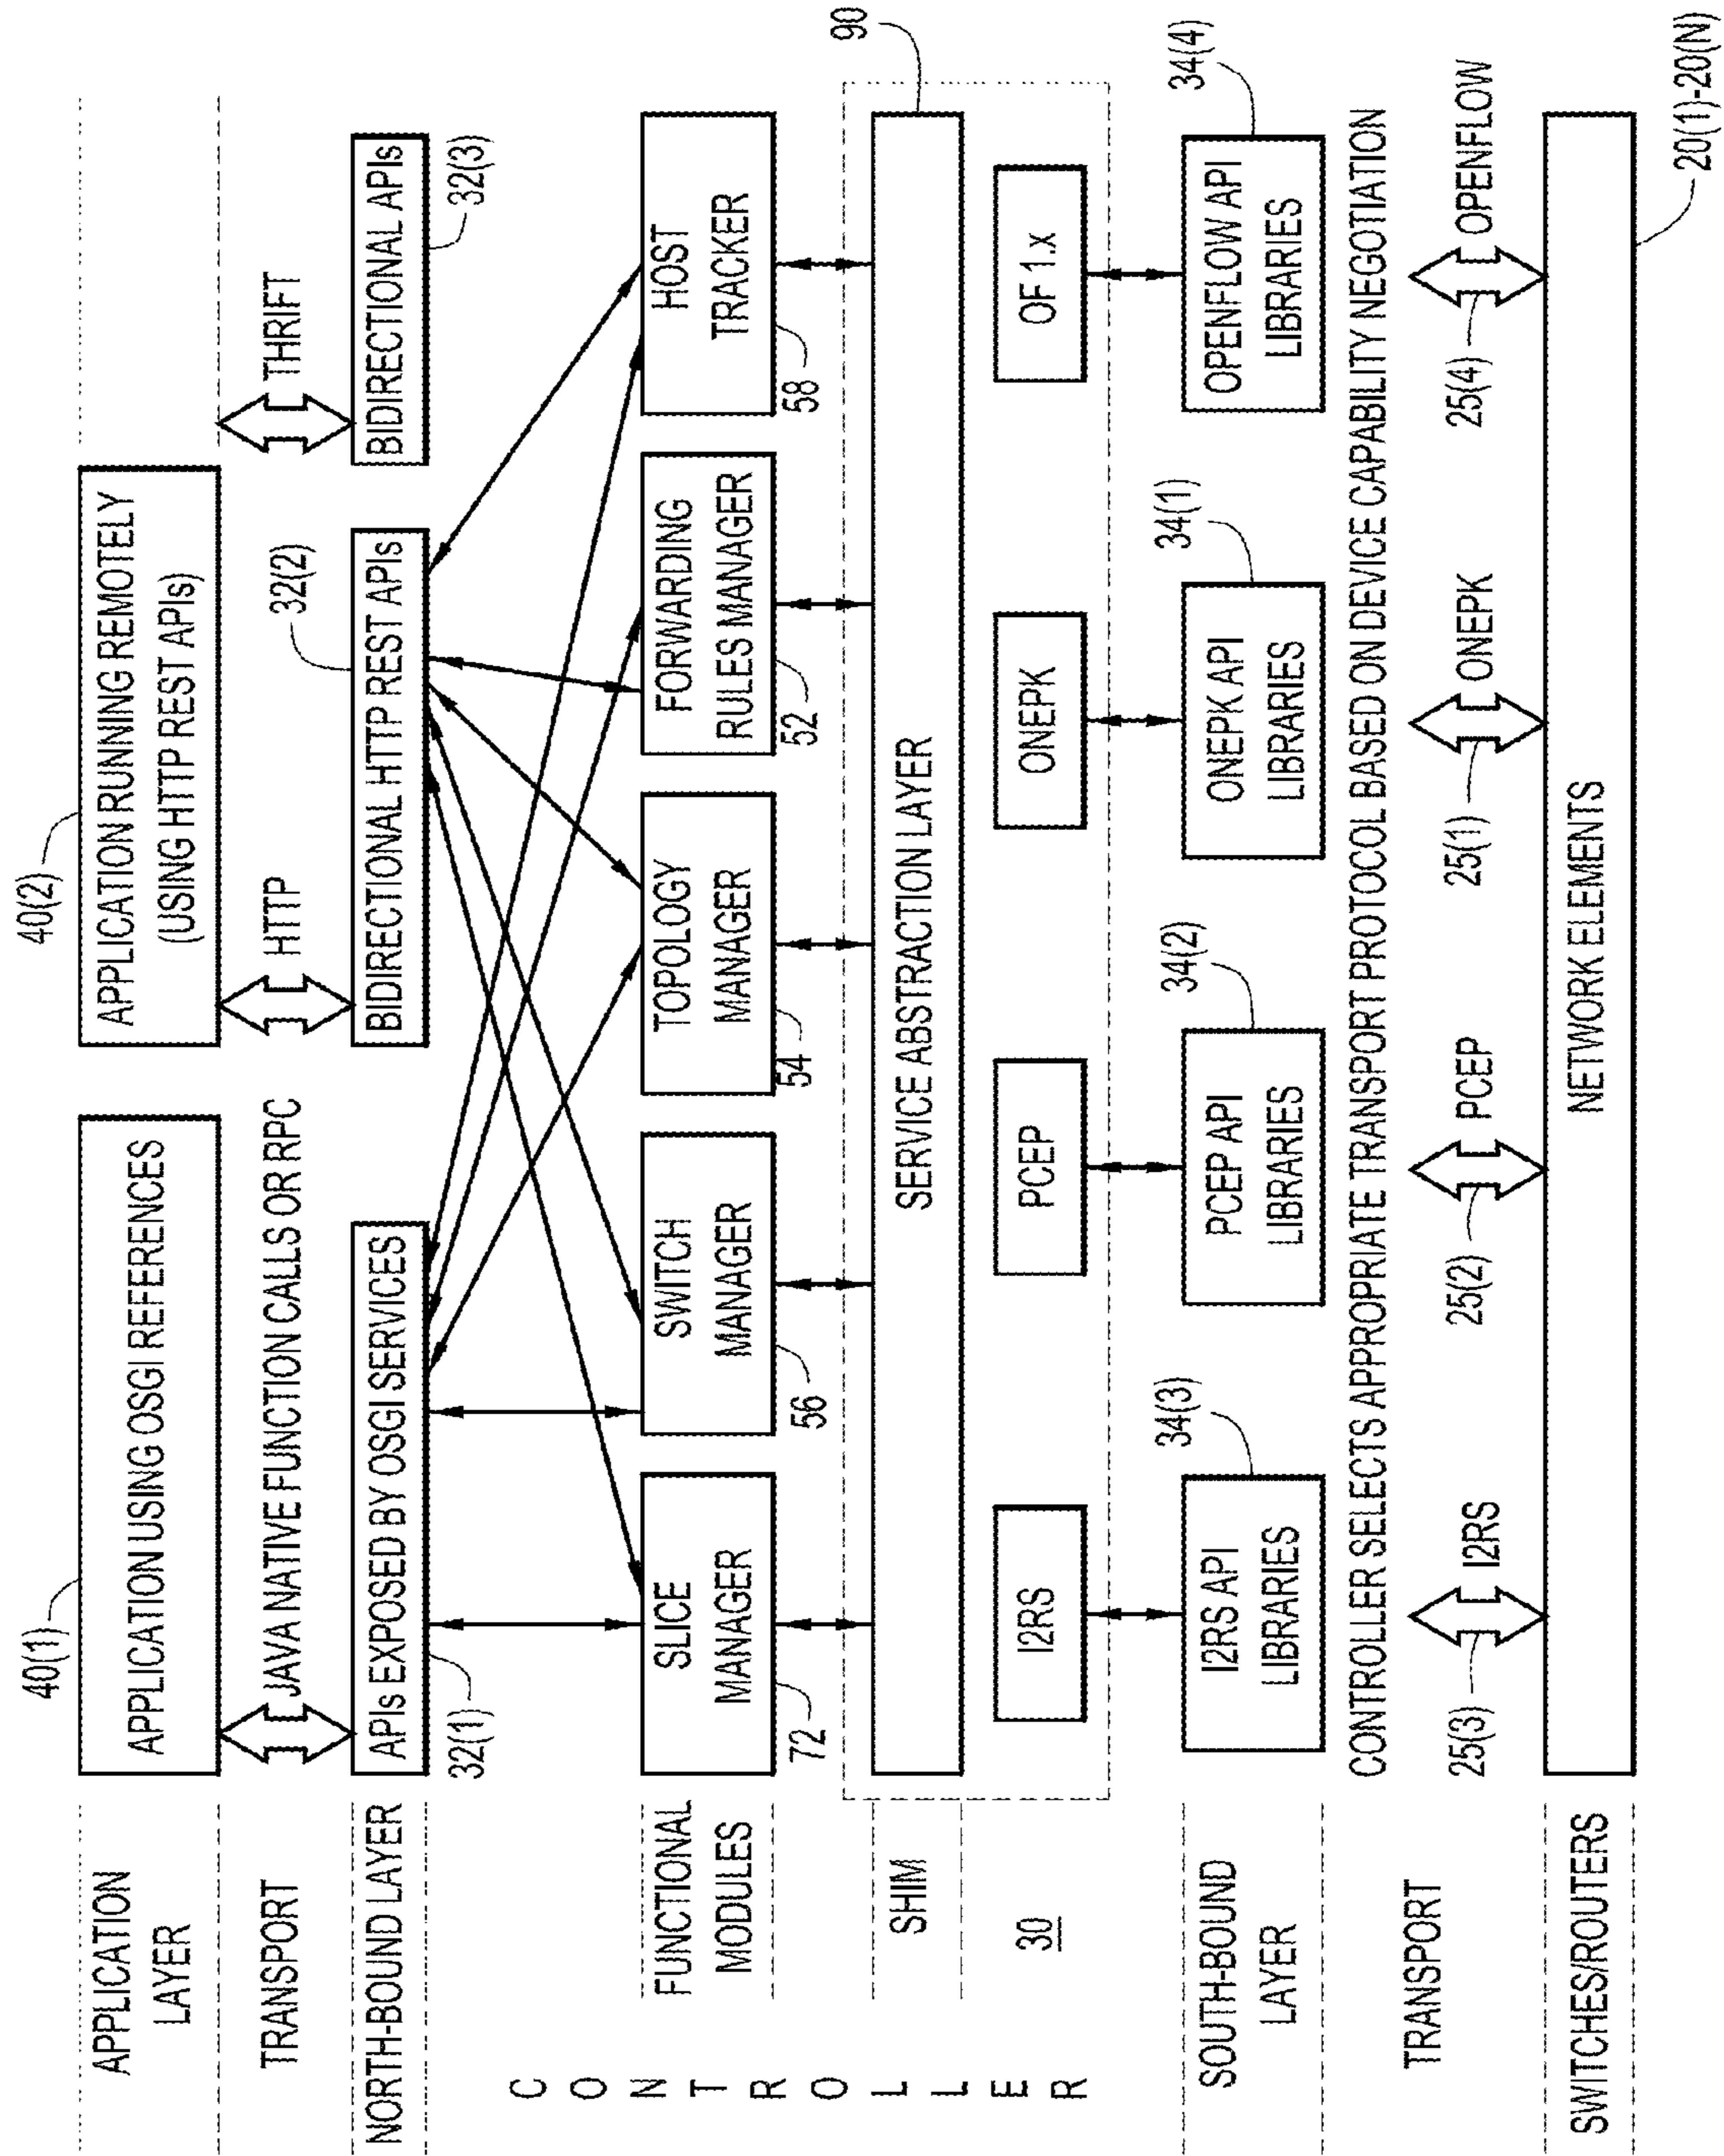 40(1)
40(2)
APPLICATION
LAYER
APPLICATION USING OSGI REFERENCES
APPLICATION RUNNING REMOTELY
(USING HTTP REST APIs)
TRANSPORT
JAVA NATIVE FUNCTION CALLS OR RPC
HTTP
THRIFT
32(2)
NORTH-BOUND LAYER
APIs EXPOSED BY OSGI SERVICES
BIDIRECTIONAL HTTP REST APIs
BIDIRECTIONAL APIs
32(1)
32(3)
CONTROLLER
FUNCTIONAL
MODULES
SLICE
MANAGER
SWITCH
MANAGER
TOPOLOGY
MANAGER
FORWARDING
RULES MANAGER
HOST
TRACKER
72
56
54
52
58
90
SHIM
SERVICE ABSTRACTION LAYER
30
I2RS
PCEP
ONEPK
OF 1.x
34(3)
34(2)
34(1)
34(4)
SOUTH-BOUND
LAYER
I2RS API
LIBRARIES
PCEP API
LIBRARIES
ONEPK API
LIBRARIES
OPENFLOW API
LIBRARIES
CONTROLLER SELECTS APPROPRIATE TRANSPORT PROTOCOL BASED ON DEVICE CAPABILITY NEGOTIATION
TRANSPORT
25(3)
I2RS
25(2)
PCEP
25(1)
ONEPK
25(4)
OPENFLOW
SWITCHES/ROUTERS
NETWORK ELEMENTS
20(1)-20(N)